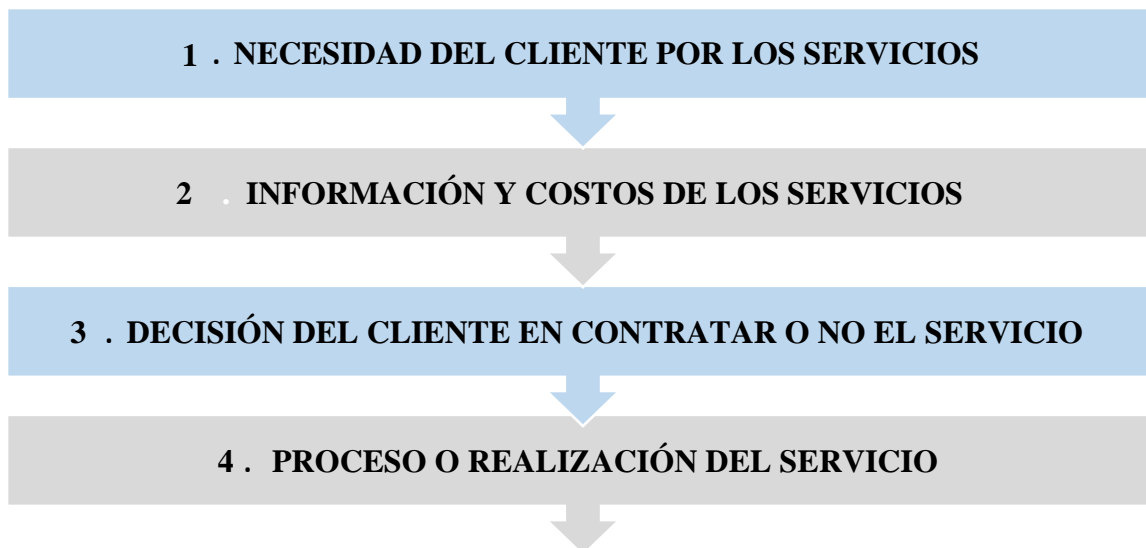 1 . NECESIDAD DEL CLIENTE POR LOS SERVICIOS
2 . INFORMACIÓN Y COSTOS DE LOS SERVICIOS
3 . DECISIÓN DEL CLIENTE EN CONTRATAR O NO EL SERVICIO
4 . PROCESO O REALIZACIÓN DEL SERVICIO